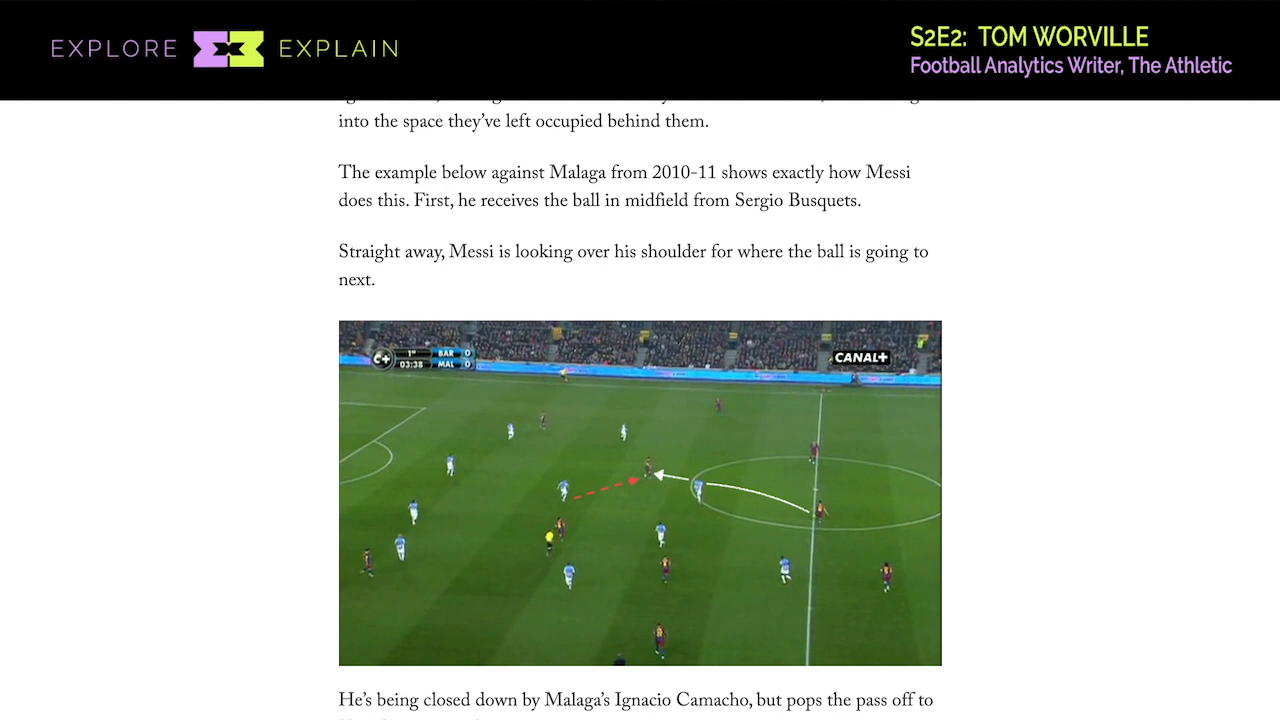 EXPLORE EXPLAIN
S2E2: TOM WORVILLE
Football Analytics Writer, The Athletic
into the space they’ve left occupied behind them.
The example below against Malaga from 2010-11 shows exactly how Messi
does this. First, he receives the ball in midfield from Sergio Busquets.
Straight away, Messi is looking over his shoulder for where the ball is going to
next.
C+ 1st BAR 0
03:38 MAL 0
CANAL+
He’s being closed down by Malaga’s Ignacio Camacho, but pops the pass off to